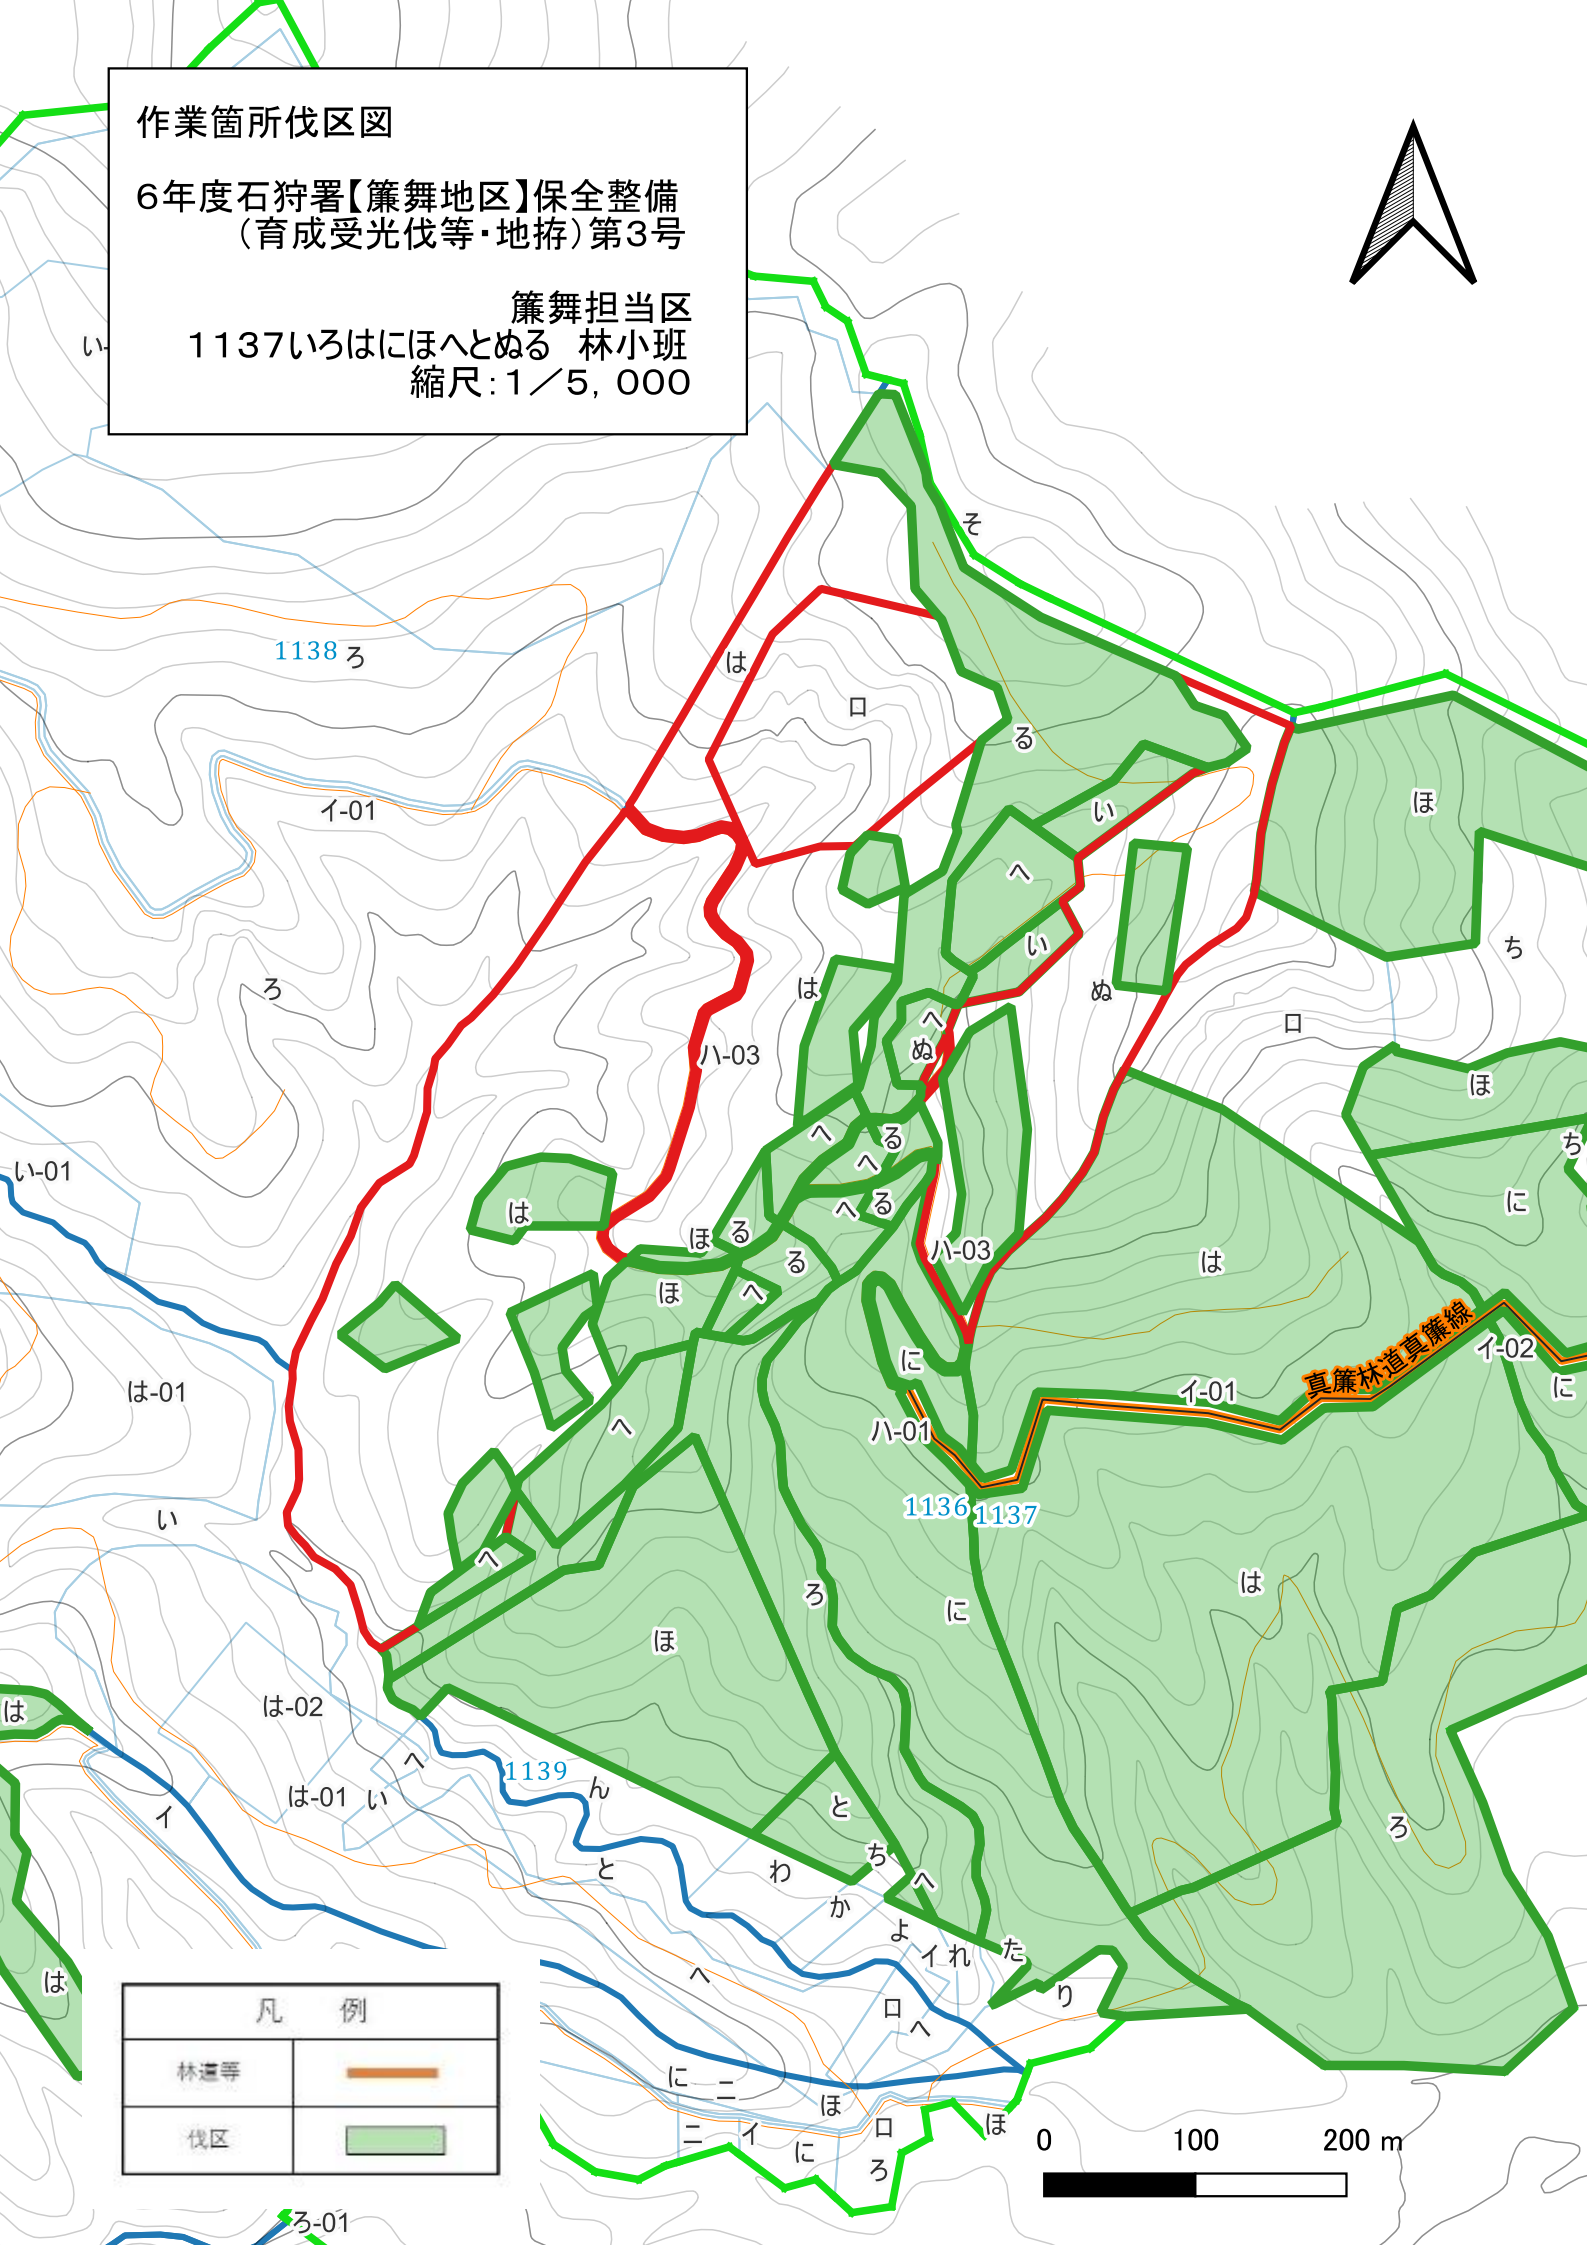 作業箇所伐区図
6年度石狩署【簾舞地区】保全整備
（育成受光伐等・地拵）第3号
簾舞担当区
1137いろはにほへとぬる　林小班
縮尺：1／5,000
い-
そ
1138 ろ
は
ロ
る
イ-01
い
ほ
へ
い
ち
ろ
は
ぬ
へ
ロ
ぬ
ハ-03
ほ
へ
る
ち
い-01
へ
に
は
へ
る
ほ
る
る
ハ-03
は
ほ
へ
真簾林道真簾線
イ-02
に
に
は-01
イ-01
へ
ハ-01
い
1136
1137
へ
ろ
は
に
ほ
は
は-02
へ
1139
ん
は-01
い
イ
と
ろ
ち
と
わ
へ
か
よ
イ
れ
た
は
へ
り
ロ
へ
に
ニ
ほ
ニ
イ
に
ロ
ろ
ほ
凡　例
林道等
伐区
0　100　200 m
ろ-01